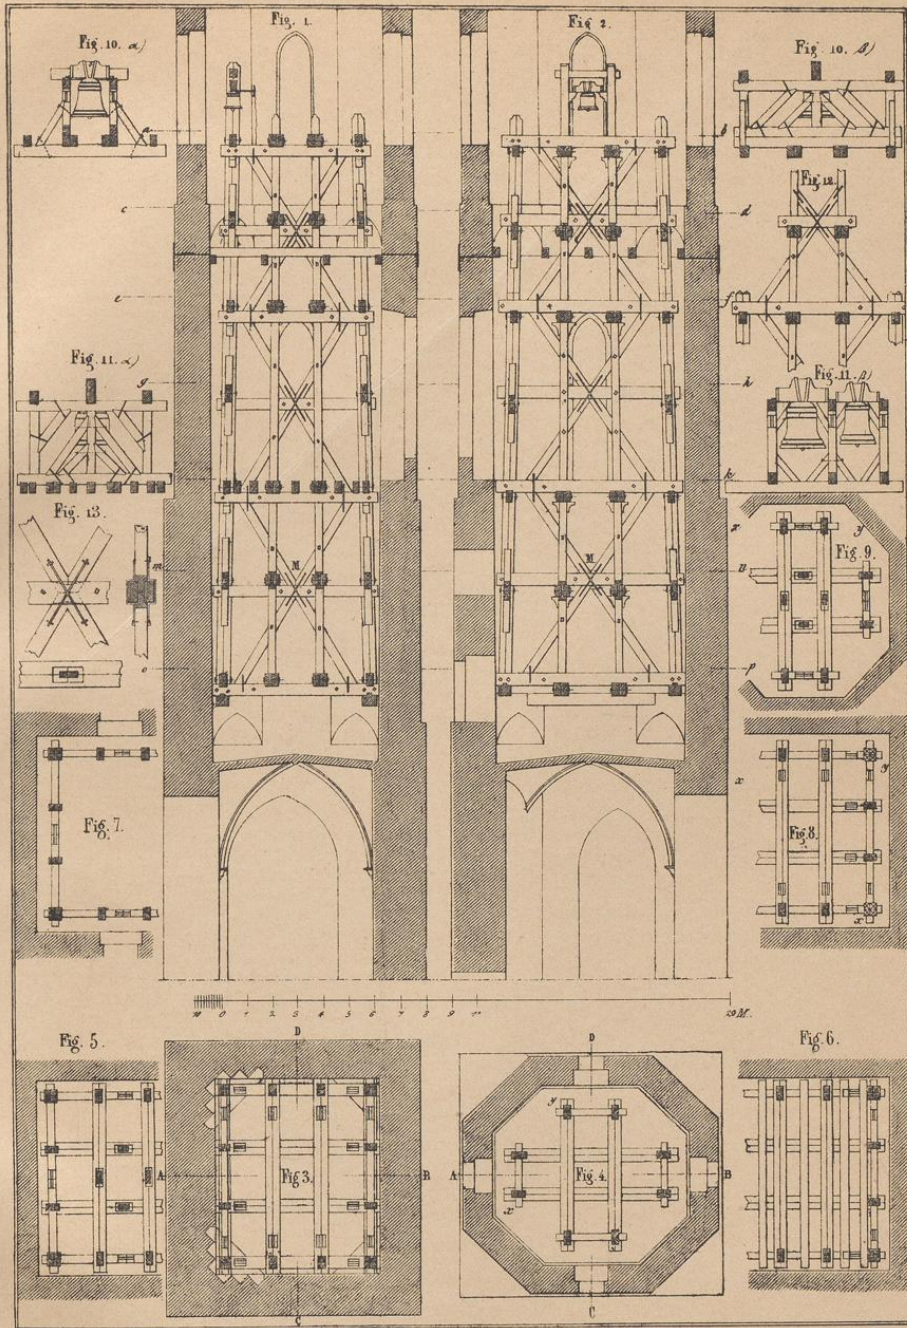 Fig. 10. α)
Fig. 1.
Fig. 2.
Fig. 10. β)
a
b
Fig. 12.
c
d
e
f
Fig. 11. α)
Fig. 11. β)
g
h
k
Fig. 13.
x
y
Fig. 9.
m
M
M
o
p
Fig. 7.
x
y
Fig. 8.
x
0
1
2
3
4
5
6
7
8
9
20 M.
Fig. 5.
D
D
Fig. 6.
y
A
Fig 3.
B
A
Fig. 4.
B
x
C
C